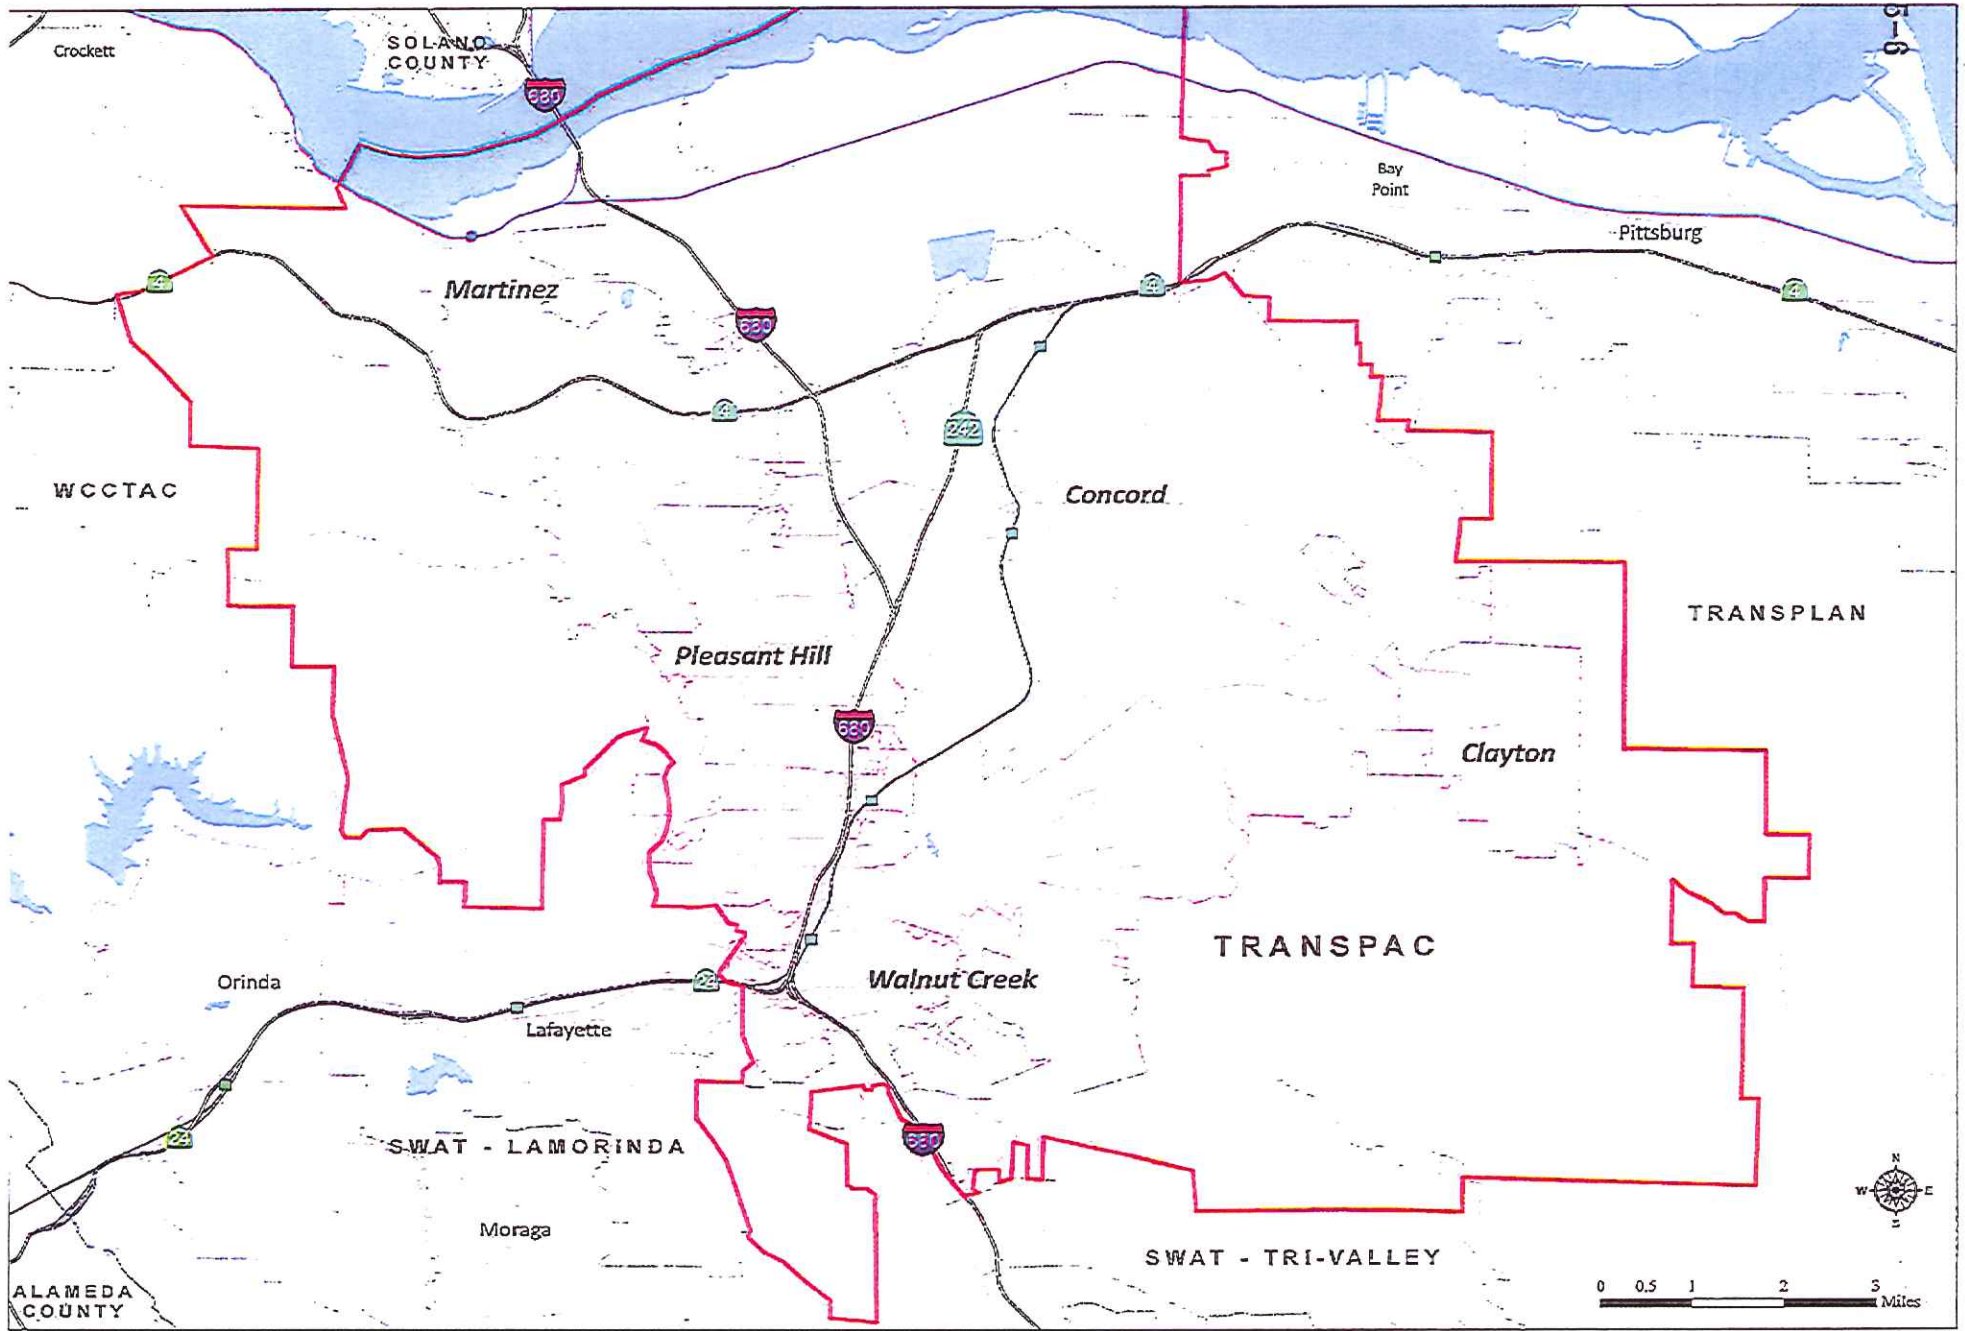 5-6
Crockett
SOLANO
COUNTY
680
Bay
Point
Pittsburg
4
4
4
Martinez
680
4
242
WCCTAC
Concord
TRANSPLAN
Pleasant Hill
680
Clayton
TRANSPAC
Orinda
24
Walnut Creek
Lafayette
24
SWAT - LAMORINDA
680
N
W
E
S
Moraga
SWAT - TRI-VALLEY
ALAMEDA
COUNTY
0 0.5 1 2 3
Miles